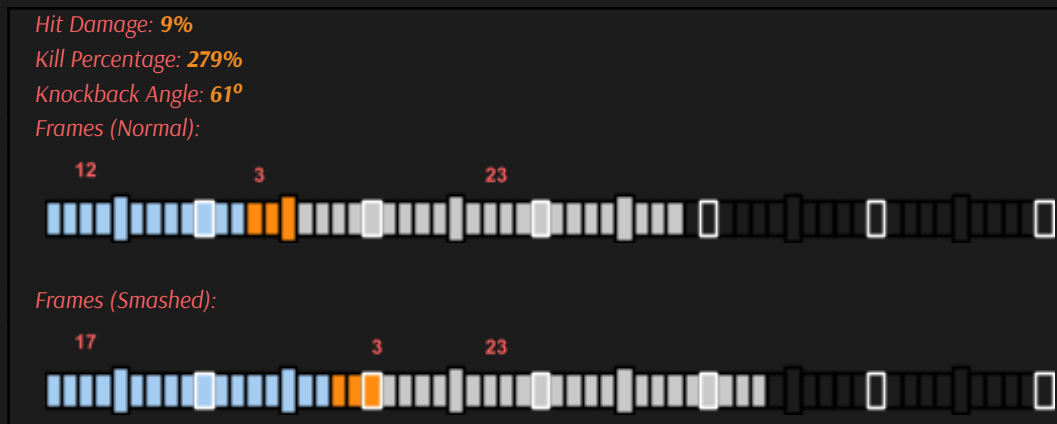 Hit Damage: 9%
Kill Percentage: 279%
Knockback Angle: 61º
Frames (Normal):
12 3 23
Frames (Smashed):
17 3 23